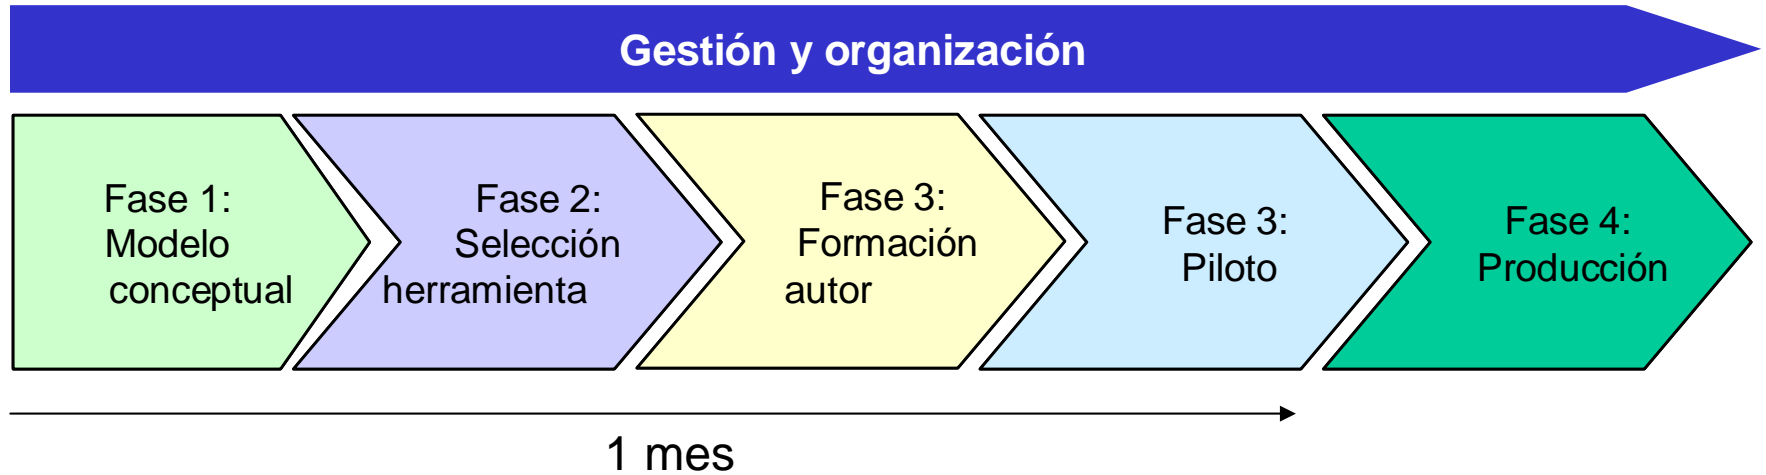 Gestión y organización
Fase 1:
Modelo
conceptual
Fase 2:
Selección
herramienta
Fase 3:
Formación
autor
Fase 3:
Piloto
Fase 4:
Producción
1 mes